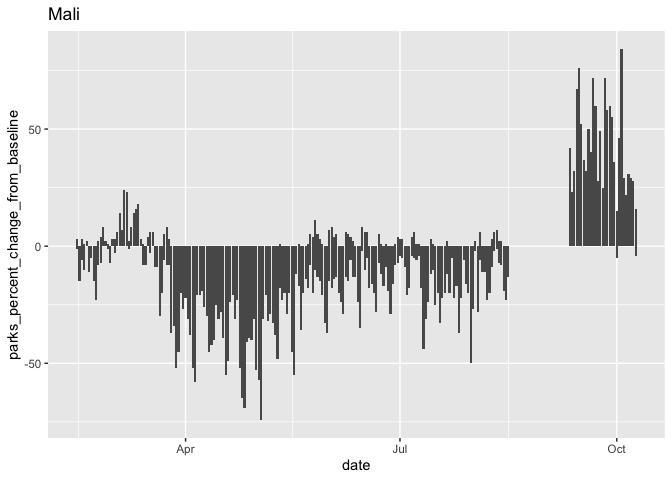 Mali
parks_percent_change_from_baseline
50
0
-50
Apr
Jul
Oct
date